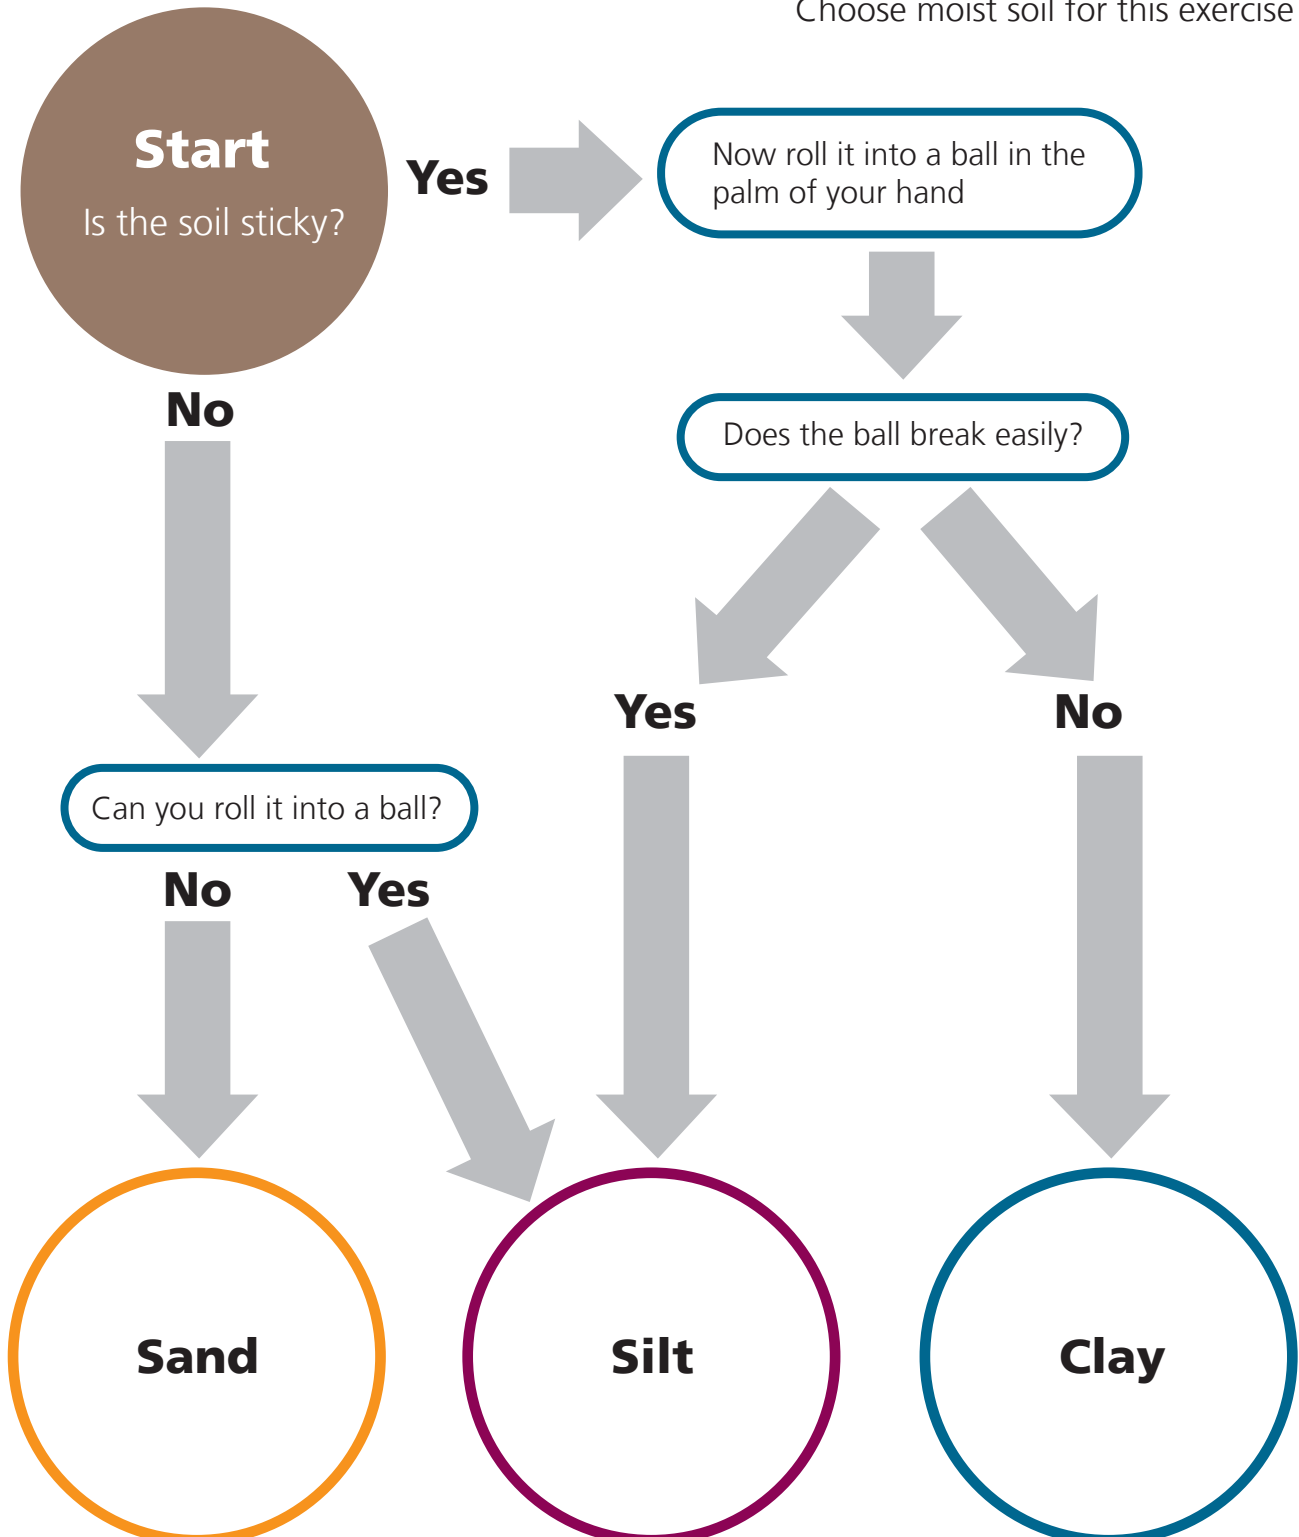 Choose moist soil for this exercise
Start
Is the soil sticky?
Yes
Now roll it into a ball in the
palm of your hand
No
Does the ball break easily?
Yes
No
Can you roll it into a ball?
No
Yes
Sand
Silt
Clay